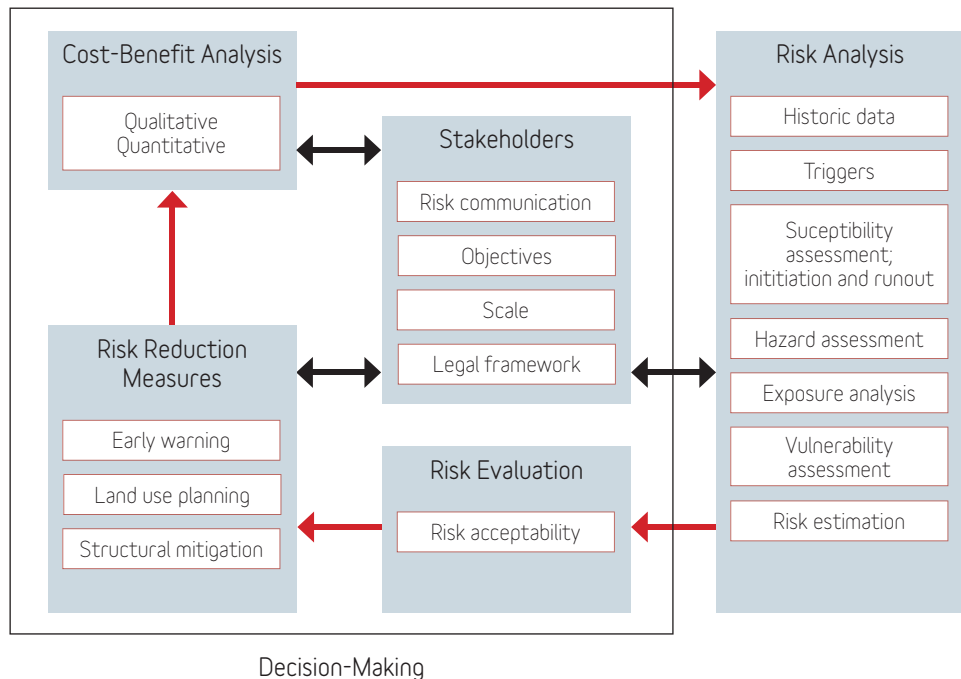 Cost-Benefit Analysis
Qualitative
Quantitative
Stakeholders
Risk communication
Objectives
Scale
Legal framework
Risk Reduction
Measures
Early warning
Land use planning
Structural mitigation
Risk Evaluation
Risk acceptability
Risk Analysis
Historic data
Triggers
Suceptibility
assessment;
inititiation and runout
Hazard assessment
Exposure analysis
Vulnerability
assessment
Risk estimation
Decision-Making